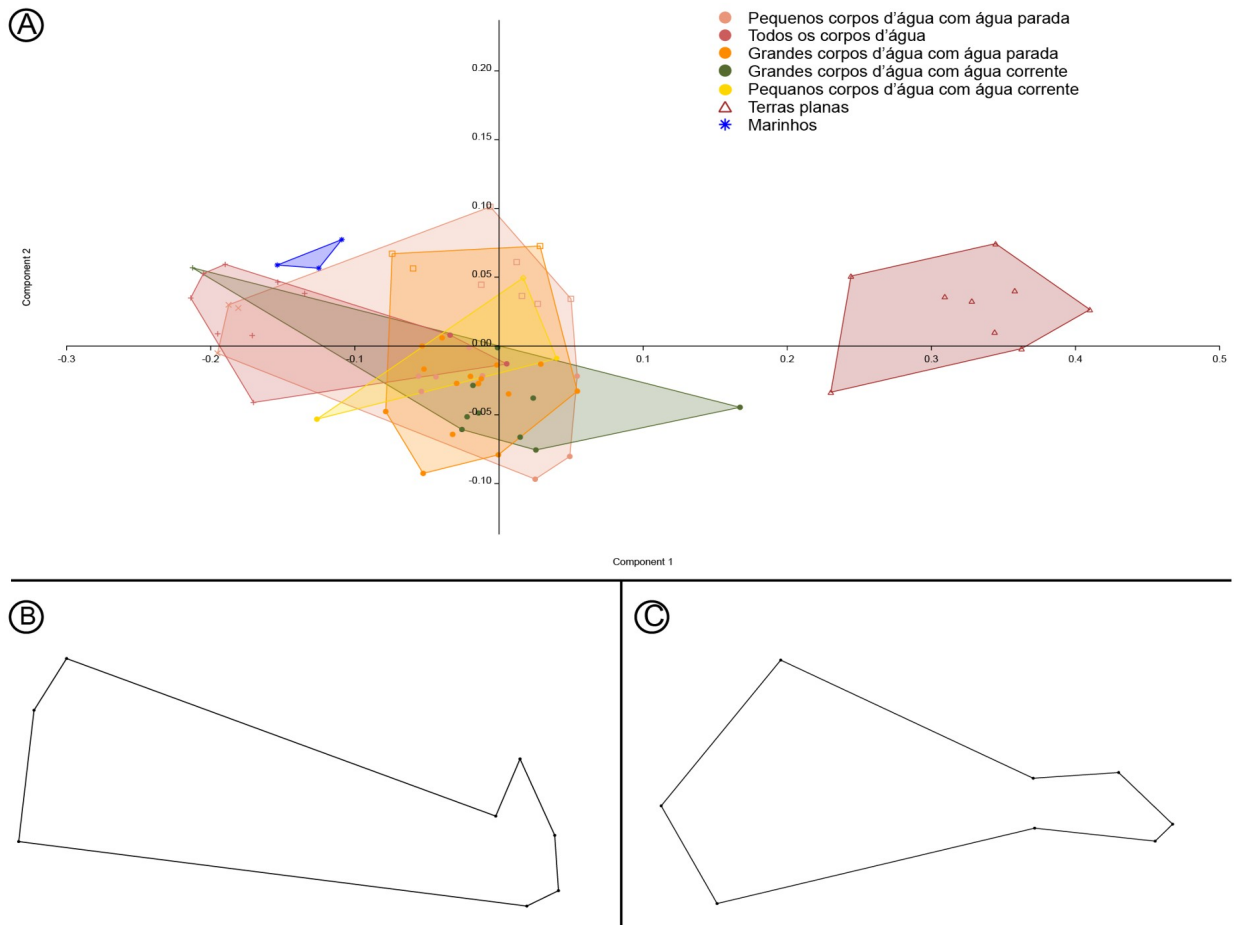 A
Pequenos corpos d'água com água parada
Todos os corpos d'água
Grandes corpos d'água com água parada
Grandes corpos d'água com água corrente
Pequanos corpos d'água com água corrente
Terras planas
Marinhos
0.20
0.15
0.10
0.05
0.00
-0.05
-0.10
Component 2
-0.3
-0.2
-0.1
0.1
0.2
0.3
0.4
0.5
Component 1
B
C